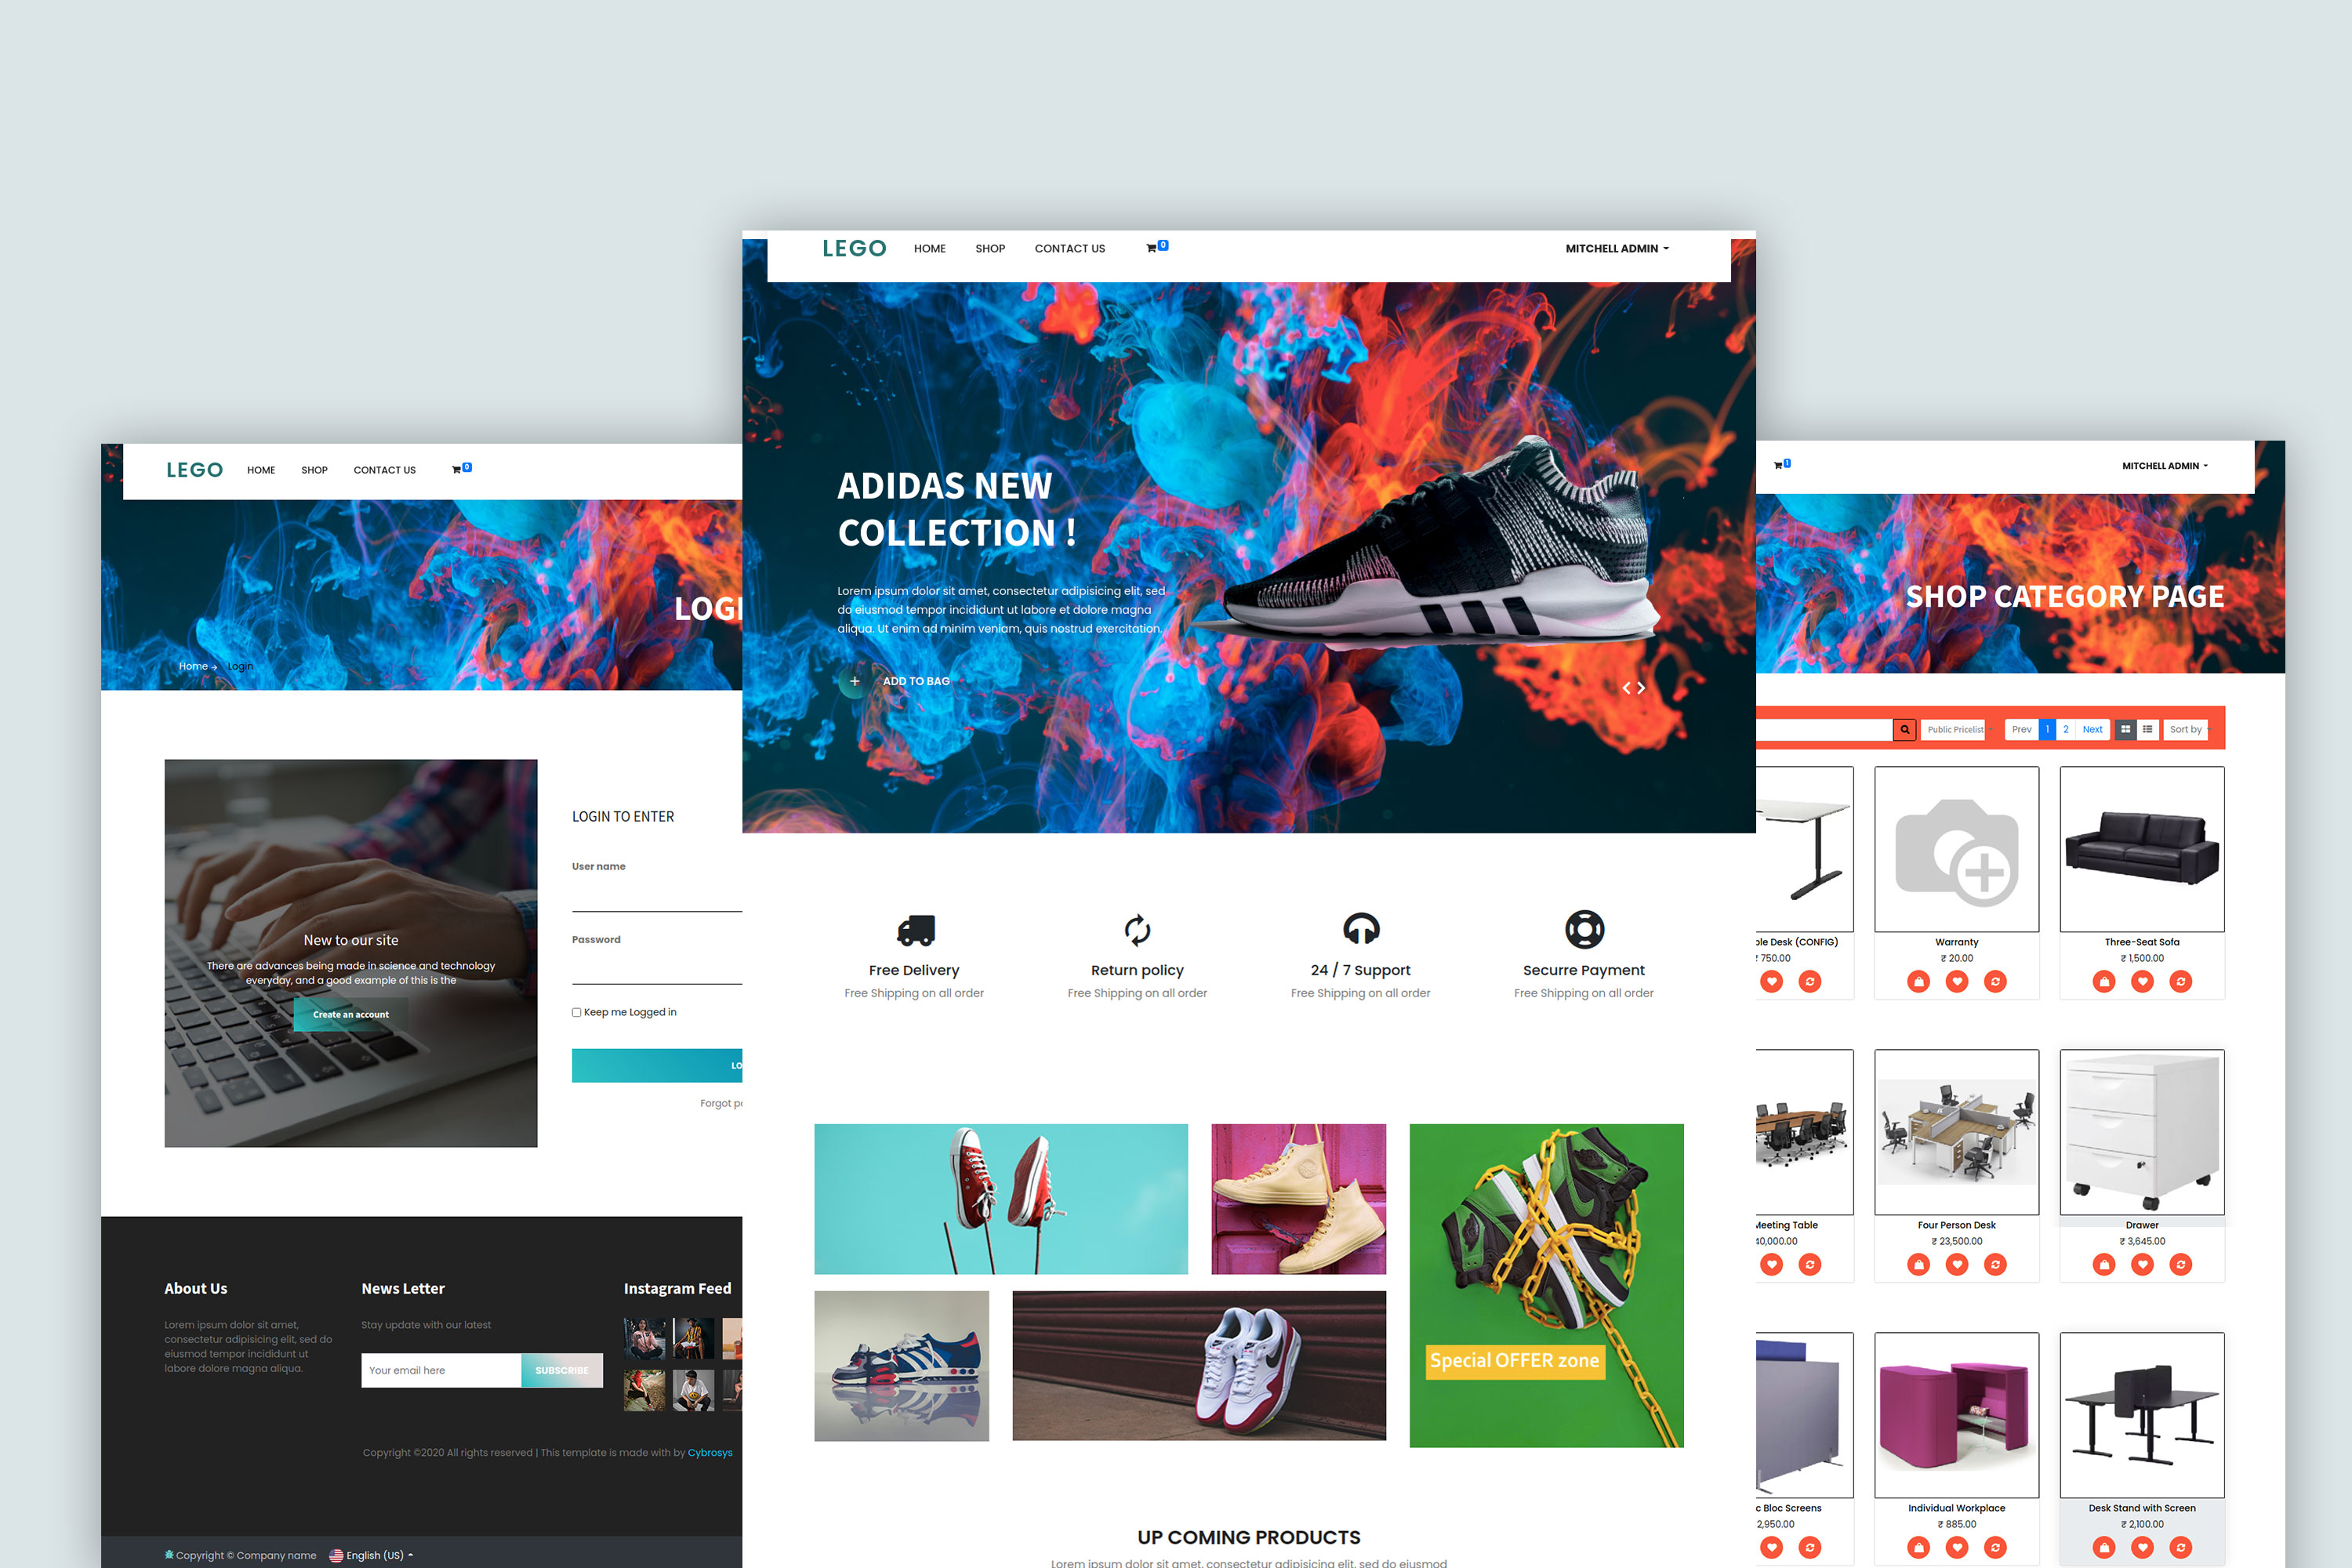 LEGO HOME SHOP CONTACT US 0
Home → Login
New to our site
There are advances being made in science and technology
everyday, and a good example of this is the
Create an account
LOGIN TO ENTER
User name
Password
Keep me Logged in
About Us
Lorem ipsum dolor sit amet,
consectetur adipisicing elit, sed do
eiusmod tempor incididunt ut
labore dolore magna aliqua.
News Letter
Stay update with our latest
Your email here SUBSCRIBE
Instagram Feed
Copyright ©2020 All rights reserved | This template is made with by Cybrosys
Copyright © Company name English (US)
LEGO HOME SHOP CONTACT US 0 MITCHELL ADMIN
ADIDAS NEW
COLLECTION !
Lorem ipsum dolor sit amet, consectetur adipisicing elit, sed
do eiusmod tempor incididunt ut labore et dolore magna
aliqua. Ut enim ad minim veniam, quis nostrud exercitation.
+ ADD TO BAG
Free Delivery
Free Shipping on all order
Return policy
Free Shipping on all order
24 / 7 Support
Free Shipping on all order
Securre Payment
Free Shipping on all order
Special OFFER zone
UP COMING PRODUCTS
Lorem ipsum dolor sit amet, consectetur adipisicing elit, sed do eiusmod
1 MITCHELL ADMIN
SHOP CATEGORY PAGE
Public Pricelist Prev 1 2 Next Sort by
Desk (CONFIG)
₹ 750.00
Warranty
₹ 20.00
Three-Seat Sofa
₹ 1,500.00
Meeting Table
40,000.00
Four Person Desk
₹ 23,500.00
Drawer
₹ 3,645.00
Bloc Screens
2,950.00
Individual Workplace
₹ 885.00
Desk Stand with Screen
₹ 2,100.00